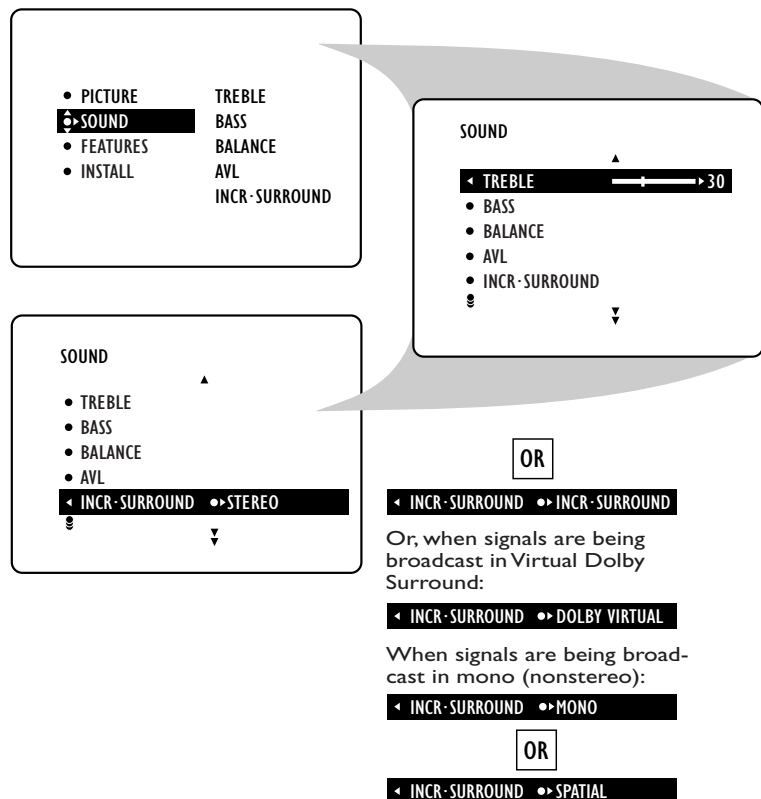 PICTURE TREBLE
SOUND BASS
FEATURES BALANCE
INSTALL AVL
INCR·SURROUND
SOUND
TREBLE 30
BASS
BALANCE
AVL
INCR·SURROUND
SOUND
TREBLE
BASS
BALANCE
AVL
INCR·SURROUND STEREO
OR
INCR·SURROUND INCR·SURROUND
Or, when signals are being
broadcast in Virtual Dolby
Surround:
INCR·SURROUND DOLBY VIRTUAL
When signals are being broad-
cast in mono (nonstereo):
INCR·SURROUND MONO
OR
INCR·SURROUND SPATIAL